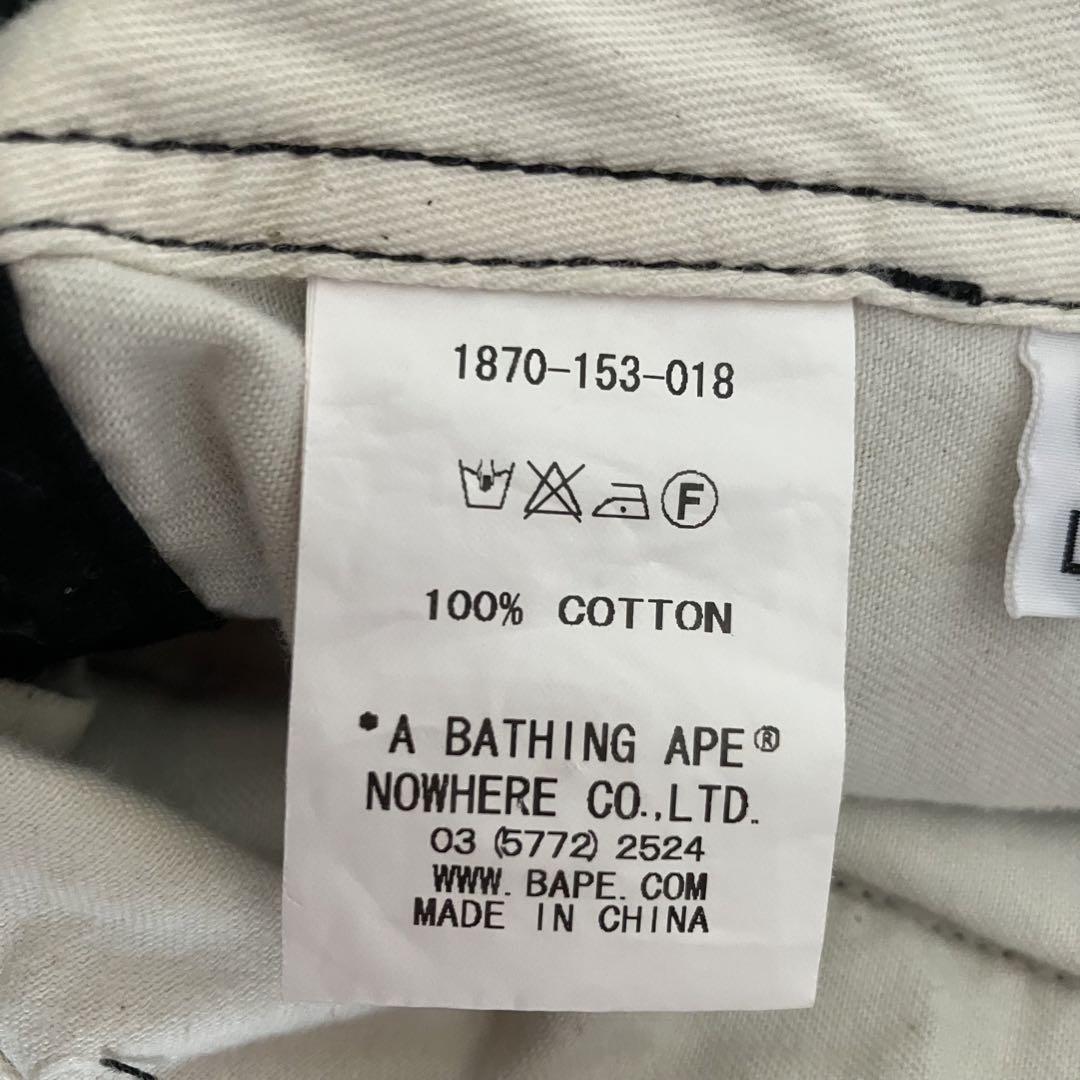 1870-153-018
F
100% COTTON
*A BATHING APE®
NOWHERE CO.,LTD.
03 (5772) 2524
WWW. BAPE. COM
MADE IN CHINA